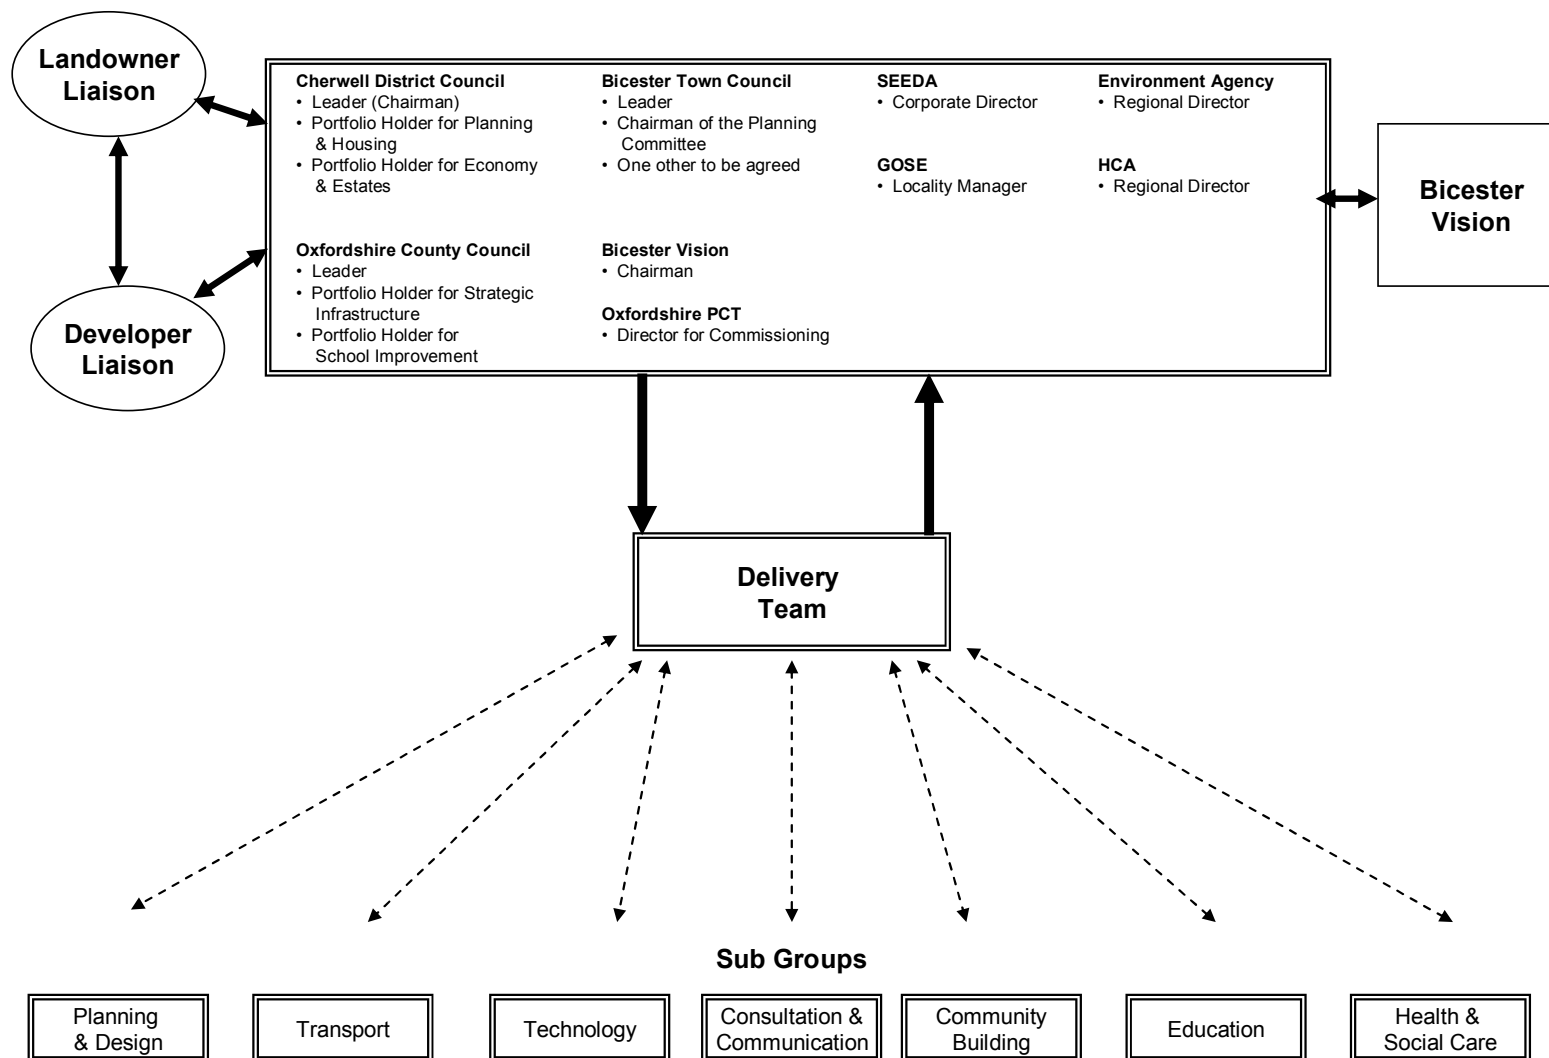 Landowner
Liaison
Cherwell District Council
• Leader (Chairman)
• Portfolio Holder for Planning
& Housing
• Portfolio Holder for Economy
& Estates
Bicester Town Council
• Leader
• Chairman of the Planning
Committee
• One other to be agreed
SEEDA
• Corporate Director
Environment Agency
• Regional Director
GOSE
• Locality Manager
HCA
• Regional Director
Oxfordshire County Council
• Leader
• Portfolio Holder for Strategic
Infrastructure
• Portfolio Holder for
School Improvement
Bicester Vision
• Chairman
Oxfordshire PCT
• Director for Commissioning
Bicester
Vision
Developer
Liaison
Delivery
Team
Sub Groups
Planning
& Design
Transport
Technology
Consultation &
Communication
Community
Building
Education
Health &
Social Care